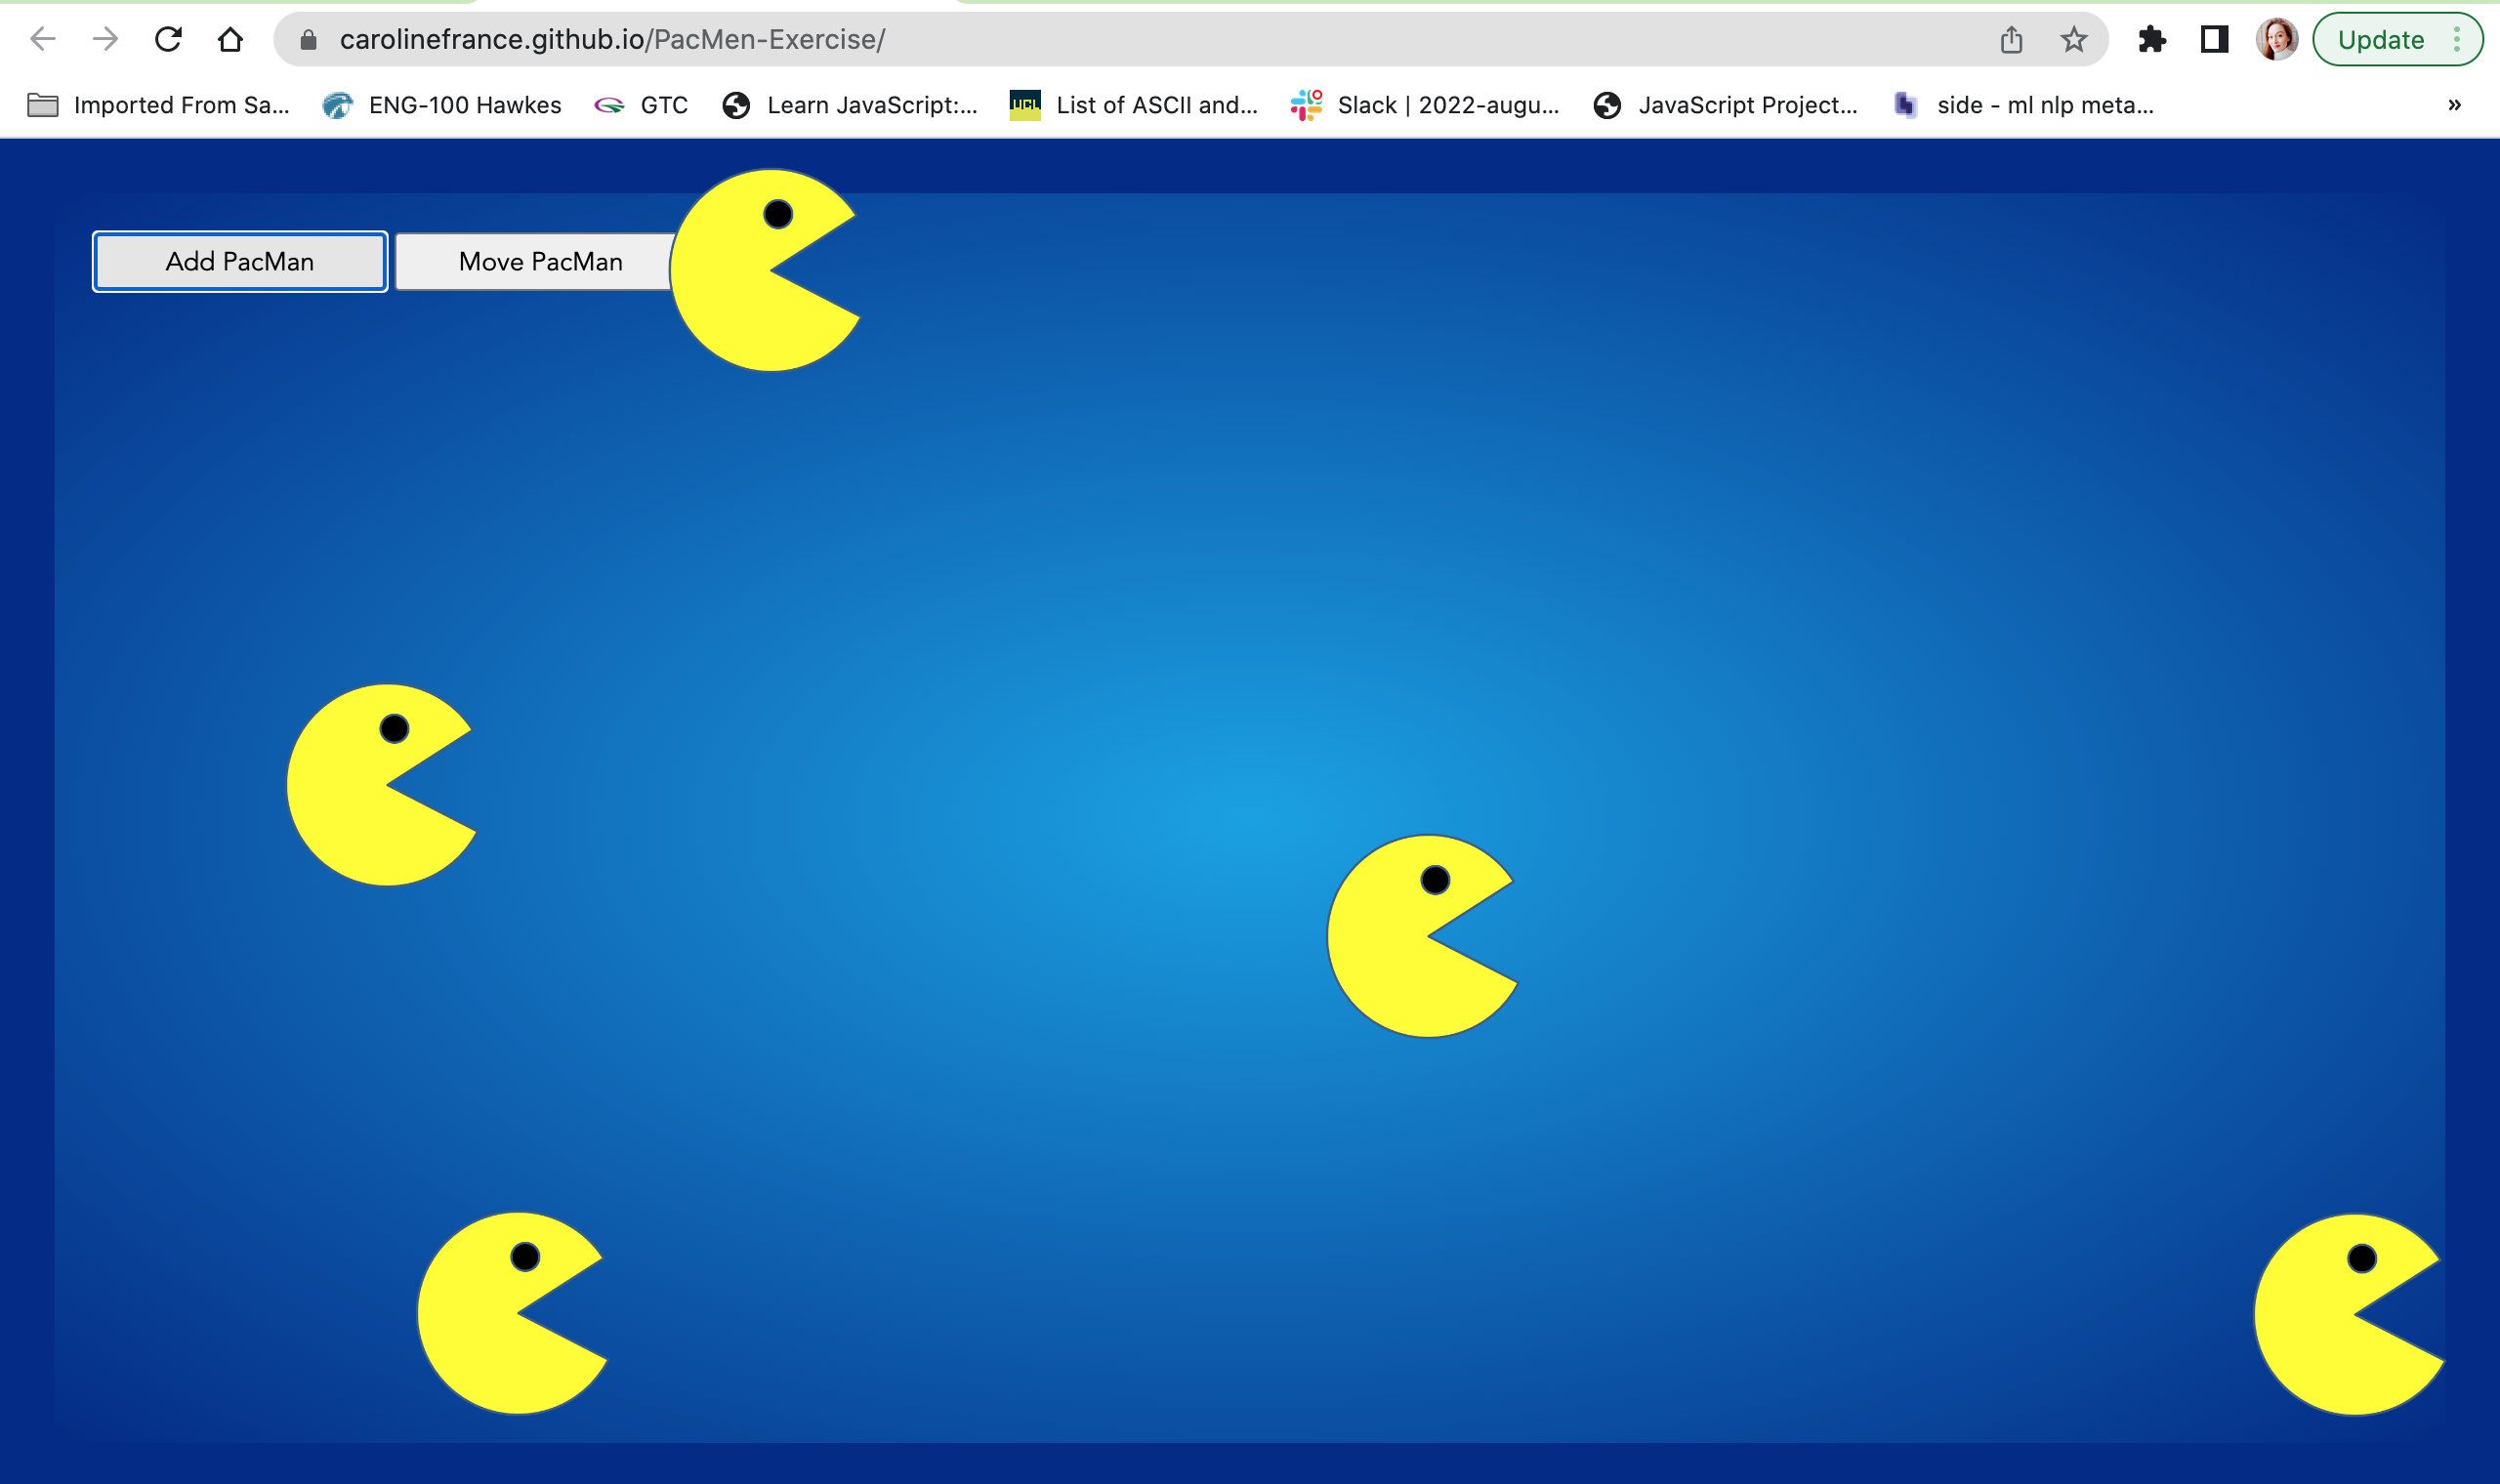 carolinefrance.github.io/PacMen-Exercise/
Update
Imported From Sa... ENG-100 Hawkes GTC Learn JavaScript:... UCL List of ASCII and... Slack | 2022-augu... JavaScript Project... side - ml nlp meta... »
Add PacMan Move PacMan